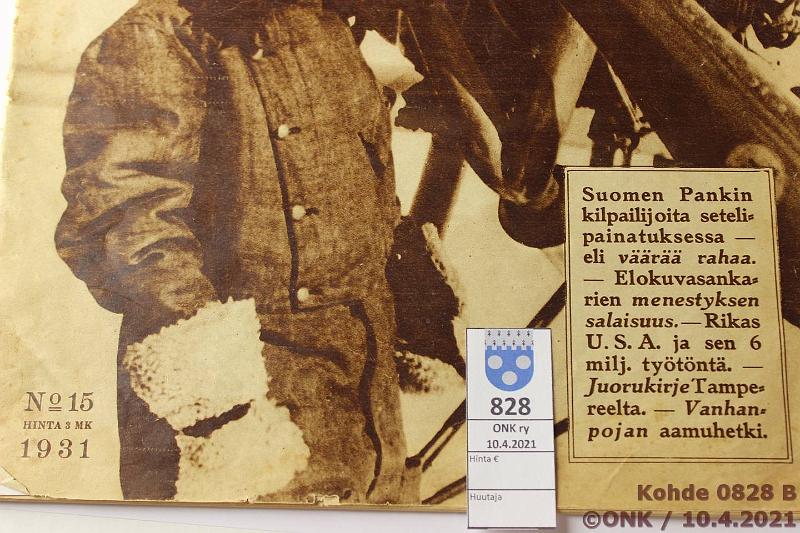 Suomen Pankin
kilpailijoita seteli-
painatuksessa —
eli väärää rahaa.
— Elokuvasanka-
rien menestyksen
salaisuus. — Rikas
U. S. A. ja sen 6
milj. työtöntä. —
Juorukirje Tampe-
reelta. — Vanhan-
pojan aamuhetki.
No 15
HINTA 3 MK
1931
828
ONK ry
10.4.2021
Hinta €
Huutaja
Kohde 0828 B
©ONK / 10.4.2021